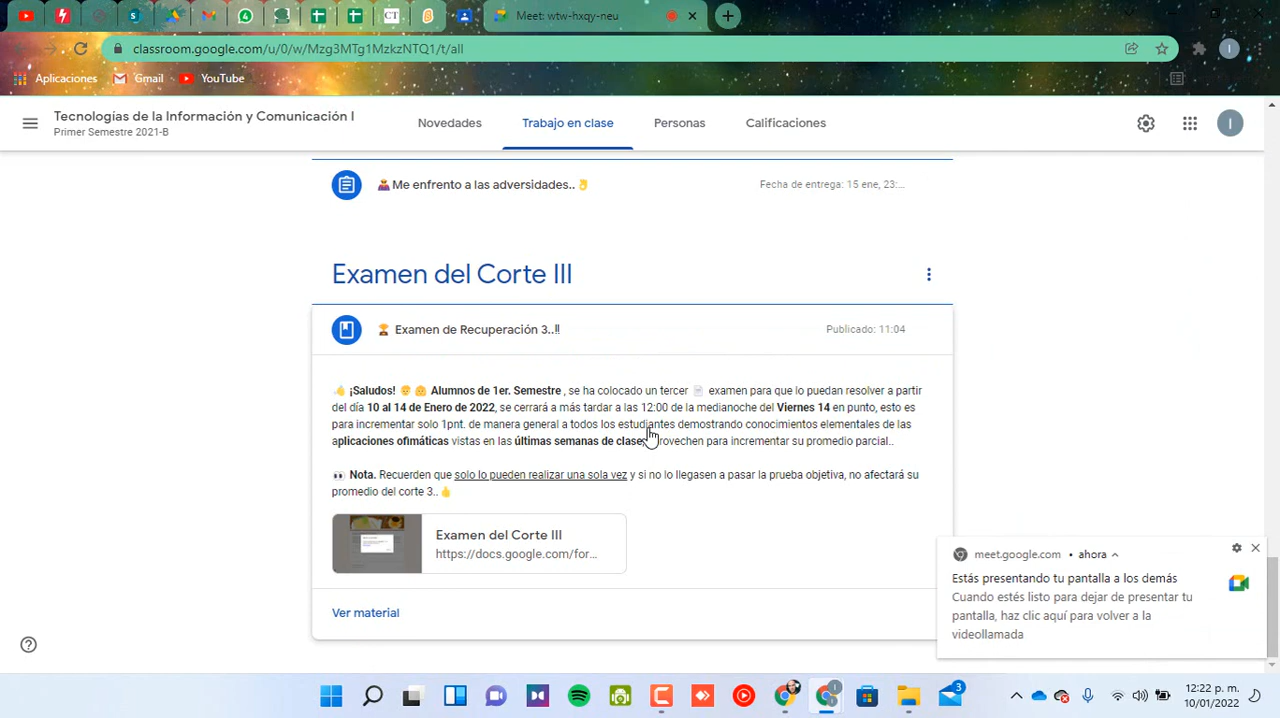 Meet: wtw-hxqy-neu
classroom.google.com/u/0/w/Mzg3MTg1MzkzNTQ1/t/all
Aplicaciones Gmail YouTube
Tecnologías de la Información y Comunicación I
Primer Semestre 2021-B
Novedades Trabajo en clase Personas Calificaciones
I
Me enfrento a las adversidades.. Fecha de entrega: 15 ene, 23:...
Examen del Corte III
Examen de Recuperación 3..!! Publicado: 11:04
¡Saludos! Alumnos de 1er. Semestre , se ha colocado un tercer examen para que lo puedan resolver a partir
del día 10 al 14 de Enero de 2022, se cerrará a más tardar a las 12:00 de la medianoche del Viernes 14 en punto, esto es
para incrementar solo 1pnt. de manera general a todos los estudiantes demostrando conocimientos elementales de las
aplicaciones ofimáticas vistas en las últimas semanas de clase, provechen para incrementar su promedio parcial..
Nota. Recuerden que solo lo pueden realizar una sola vez y si no lo llegasen a pasar la prueba objetiva, no afectará su
promedio del corte 3..
Examen del Corte III
https://docs.google.com/for...
Ver material
meet.google.com • ahora
Estás presentando tu pantalla a los demás
Cuando estés listo para dejar de presentar tu
pantalla, haz clic aquí para volver a la
videollamada
3
12:22 p. m.
10/01/2022